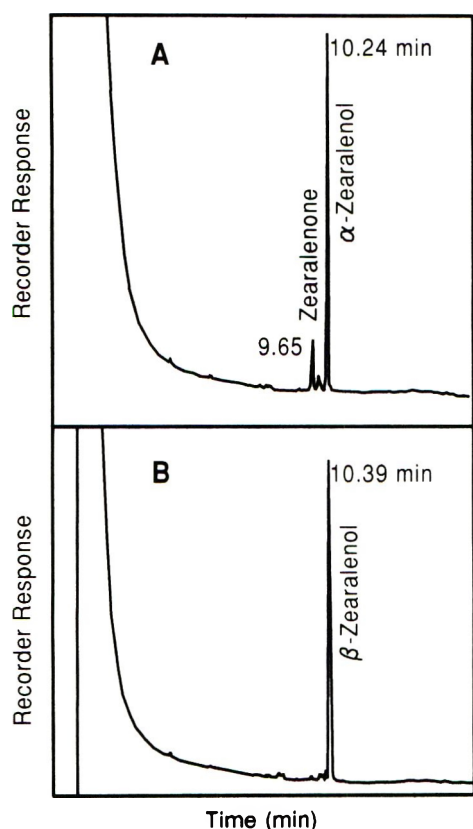 A
10.24 min
Recorder Response
Zearalenone
α-Zearalenol
9.65
B
10.39 min
Recorder Response
β-Zearalenol
Time (min)